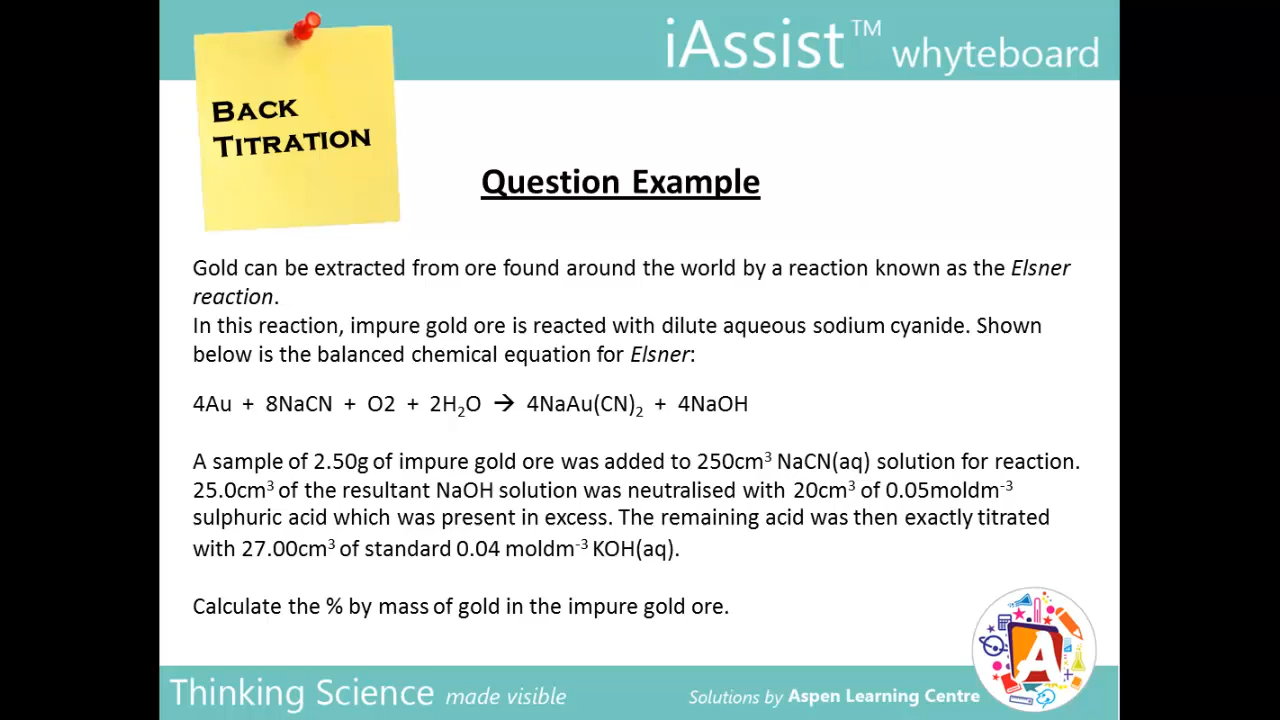 iAssist™ whyteboard
BACK
TITRATION
Question Example
Gold can be extracted from ore found around the world by a reaction known as the Elsner
reaction.
In this reaction, impure gold ore is reacted with dilute aqueous sodium cyanide. Shown
below is the balanced chemical equation for Elsner:
4Au + 8NaCN + O2 + 2H₂O → 4NaAu(CN)₂ + 4NaOH
A sample of 2.50g of impure gold ore was added to 250cm³ NaCN(aq) solution for reaction.
25.0cm³ of the resultant NaOH solution was neutralised with 20cm³ of 0.05moldm⁻³
sulphuric acid which was present in excess. The remaining acid was then exactly titrated
with 27.00cm³ of standard 0.04 moldm⁻³ KOH(aq).
Calculate the % by mass of gold in the impure gold ore.
A
Thinking Science made visible
Solutions by Aspen Learning Centre